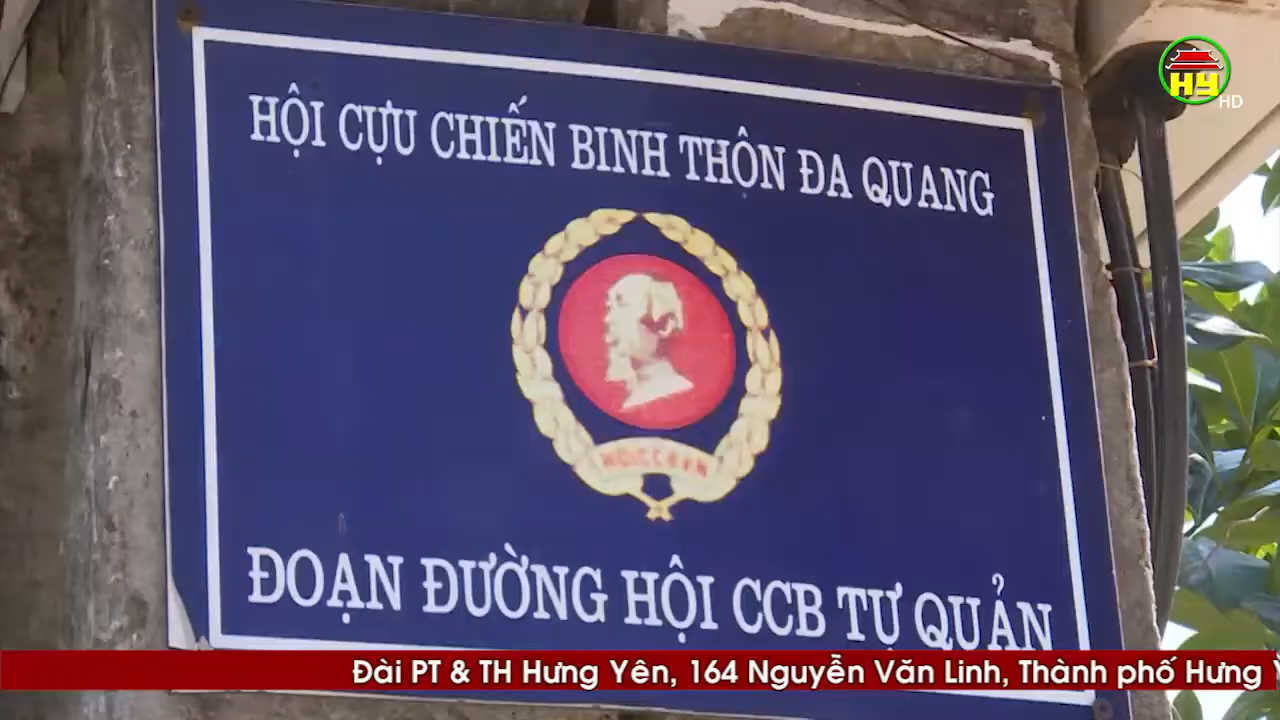 HY
HD
HỘI CỰU CHIẾN BINH THÔN ĐA QUANG
HOICCBVN
ĐOẠN ĐƯỜNG HỘI CCB TỰ QUẢN
Đài PT & TH Hưng Yên, 164 Nguyễn Văn Linh, Thành phố Hưng